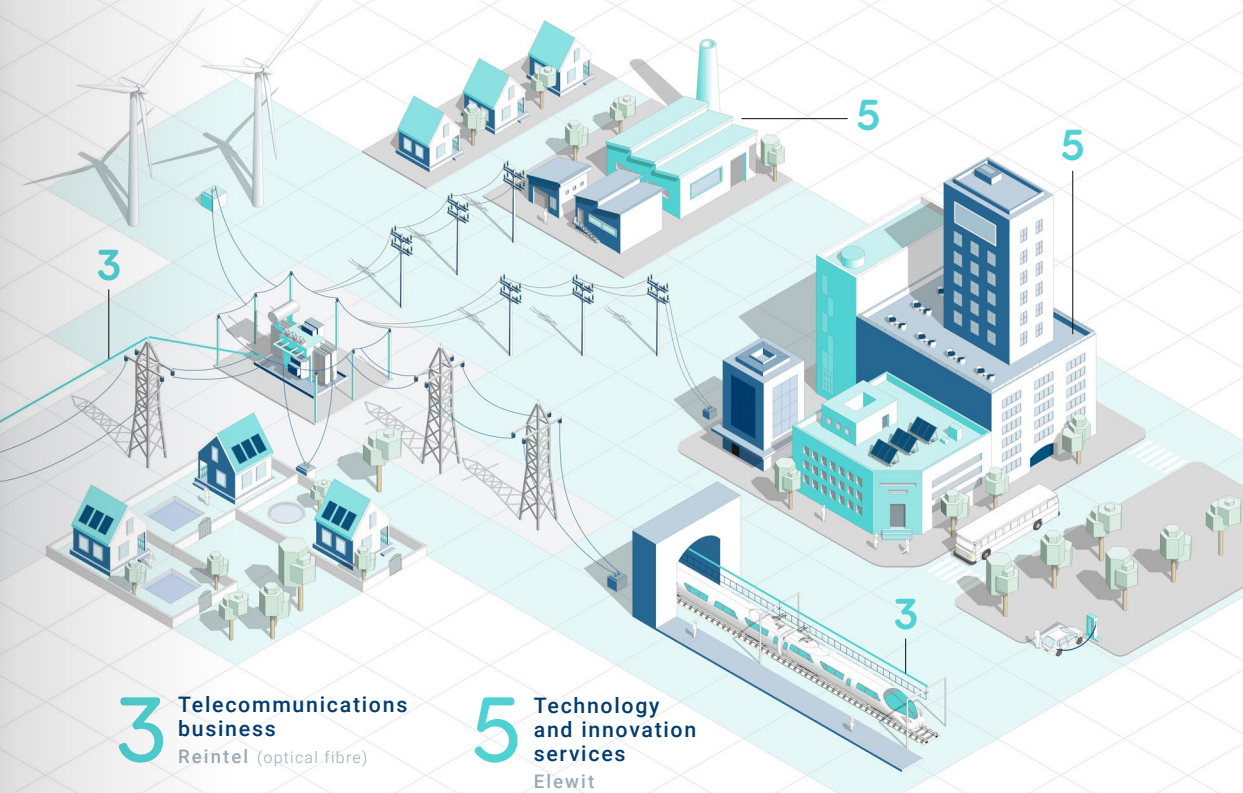 5
5
3
3
3
Telecommunications
business
Reintel (optical fibre)
5
Technology
and innovation
services
Elewit